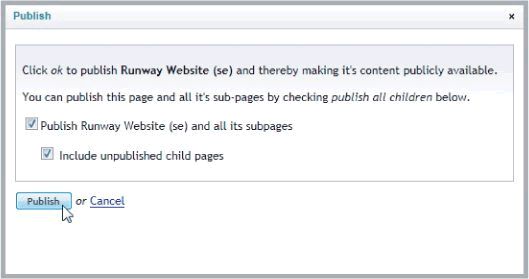 Publish
Click ok to publish Runway Website (se) and thereby making it's content publicly available.
You can publish this page and all it's sub-pages by checking publish all children below.
Publish Runway Website (se) and all its subpages
Include unpublished child pages
Publish or Cancel